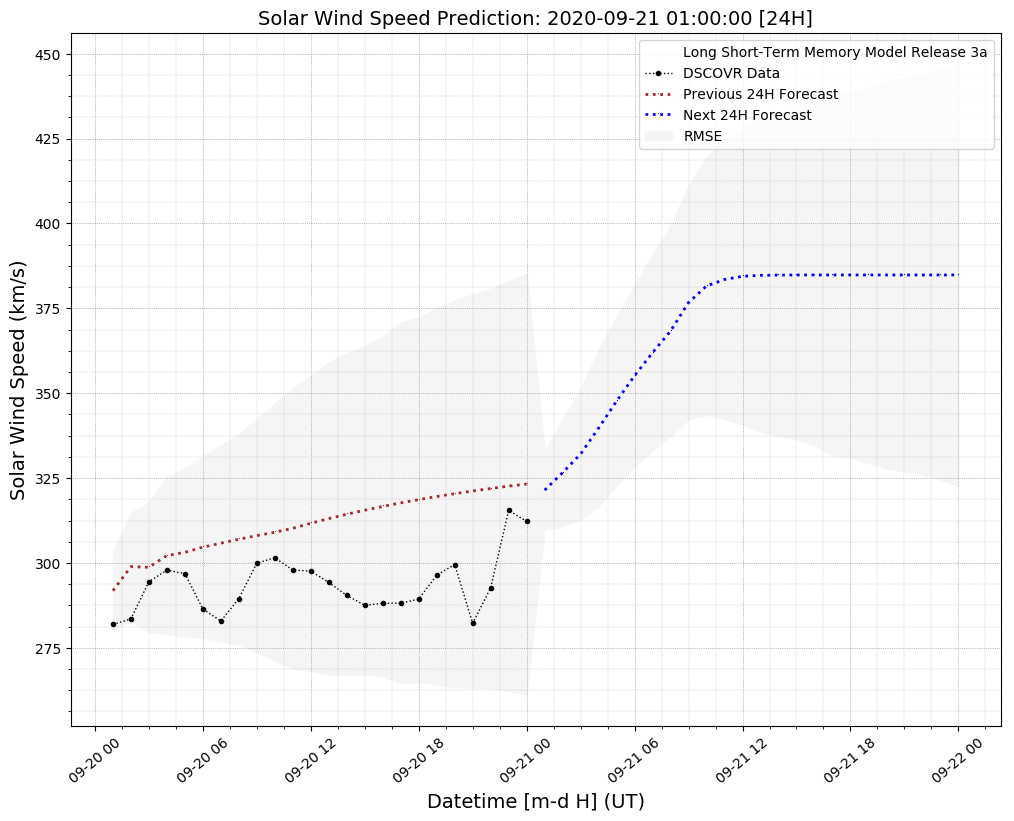 Solar Wind Speed Prediction: 2020-09-21 01:00:00 [24H]
Long Short-Term Memory Model Release 3a
DSCOVR Data
Previous 24H Forecast
Next 24H Forecast
RMSE
Solar Wind Speed (km/s)
450
425
400
375
350
325
300
275
09-20 00
09-20 06
09-20 12
09-20 18
09-21 00
09-21 06
09-21 12
09-21 18
09-22 00
Datetime [m-d H] (UT)